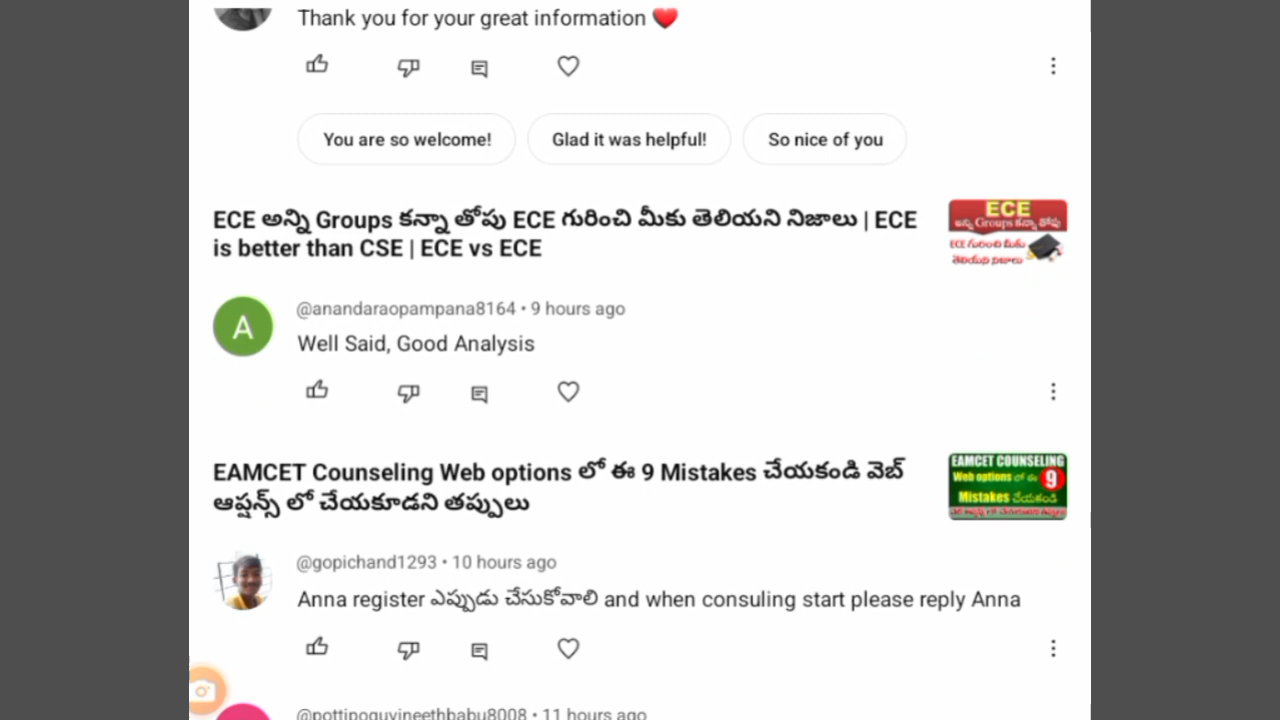 Thank you for your great information ❤️
You are so welcome!
Glad it was helpful!
So nice of you
ECE అన్ని Groups కన్నా తోపు ECE గురించి మీకు తెలియని నిజాలు | ECE
is better than CSE | ECE vs ECE
ECE
అన్ని Groups కన్నా తోపు
ECE గురించి మీకు
తెలియని నిజాలు
@anandaraopampana8164 • 9 hours ago
A
Well Said, Good Analysis
EAMCET Counseling Web options లో ఈ 9 Mistakes చేయకండి వెబ్
ఆప్షన్స్ లో చేయకూడని తప్పులు
EAMCET COUNSELING
Web options లో ఈ 9
Mistakes చేయకండి
@gopichand1293 • 10 hours ago
Anna register ఎప్పుడు చేసుకోవాలి and when consuling start please reply Anna
@pottipoguvineethbabu8008 • 11 hours ago